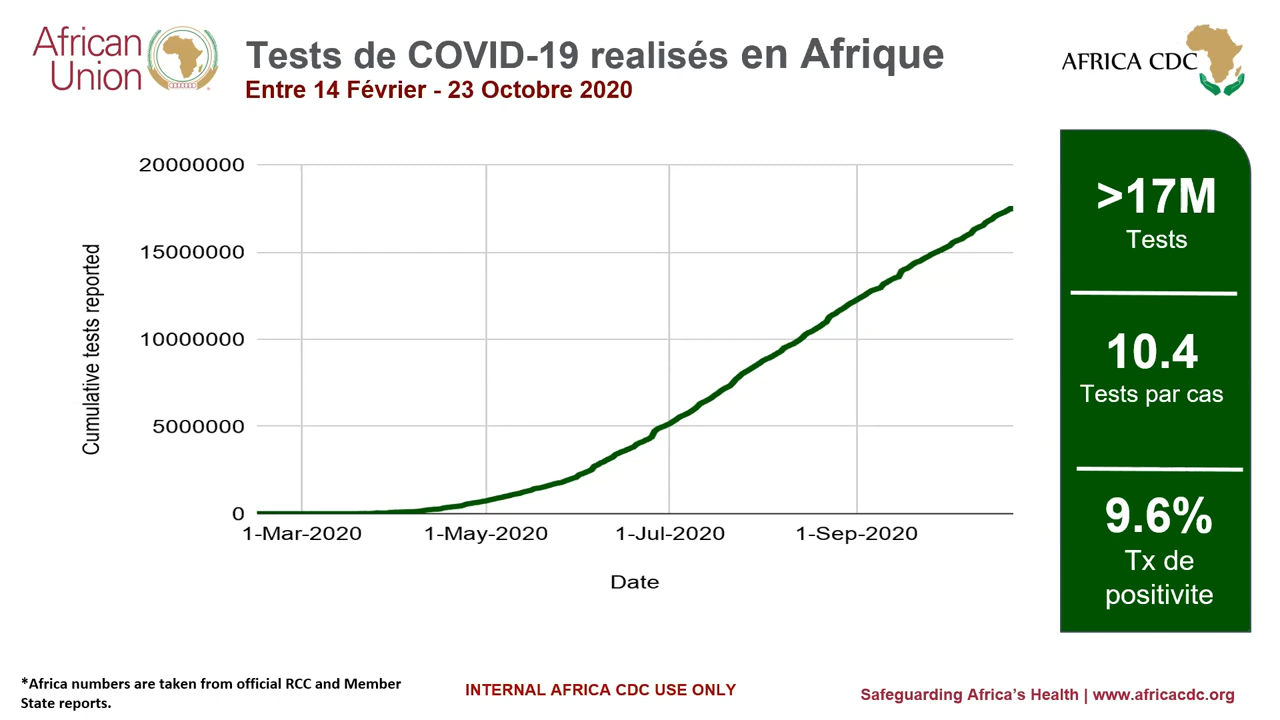 African
Union
Tests de COVID-19 realisés en Afrique
Entre 14 Février - 23 Octobre 2020
AFRICA CDC
20000000
15000000
10000000
5000000
0
Cumulative tests reported
1-Mar-2020
1-May-2020
1-Jul-2020
1-Sep-2020
Date
>17M
Tests
10.4
Tests par cas
9.6%
Tx de
positivite
*Africa numbers are taken from official RCC and Member
State reports.
INTERNAL AFRICA CDC USE ONLY
Safeguarding Africa's Health | www.africacdc.org